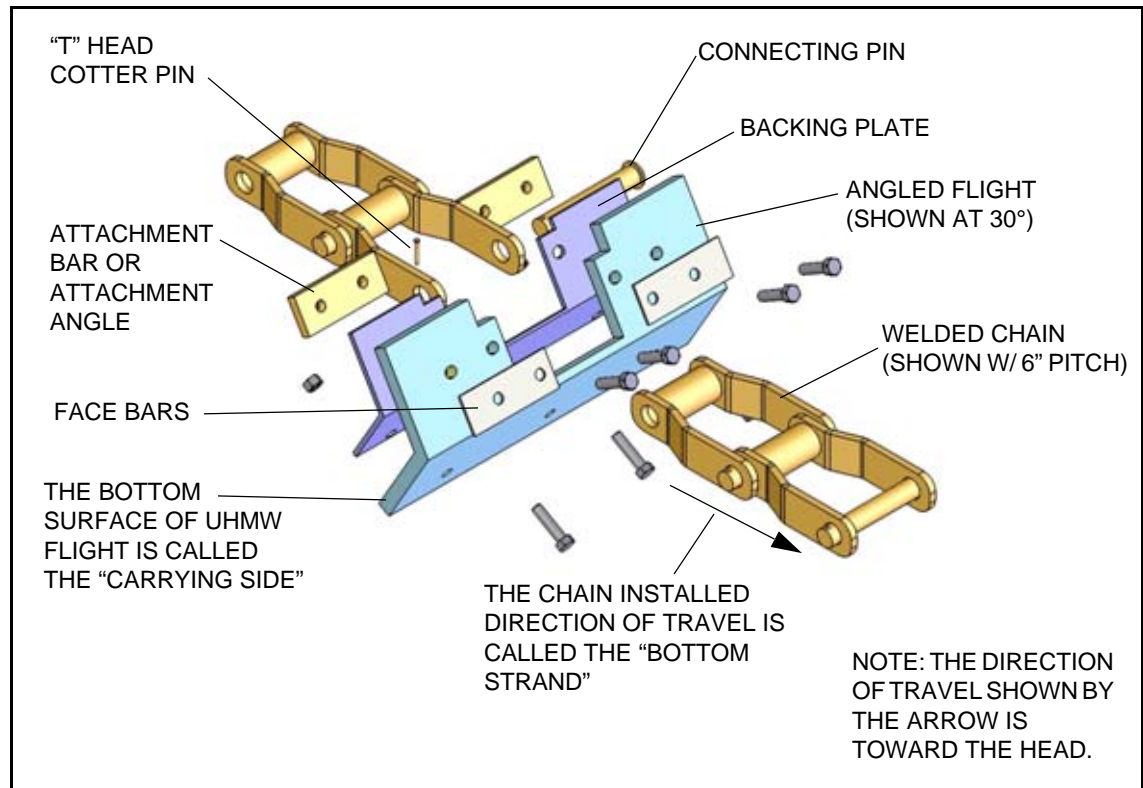 “T” HEAD
COTTER PIN
CONNECTING PIN
BACKING PLATE
ANGLED FLIGHT
(SHOWN AT 30°)
ATTACHMENT
BAR OR
ATTACHMENT
ANGLE
WELDED CHAIN
(SHOWN W/ 6” PITCH)
FACE BARS
THE BOTTOM
SURFACE OF UHMW
FLIGHT IS CALLED
THE “CARRYING SIDE”
THE CHAIN INSTALLED
DIRECTION OF TRAVEL IS
CALLED THE “BOTTOM
STRAND”
NOTE: THE DIRECTION
OF TRAVEL SHOWN BY
THE ARROW IS
TOWARD THE HEAD.